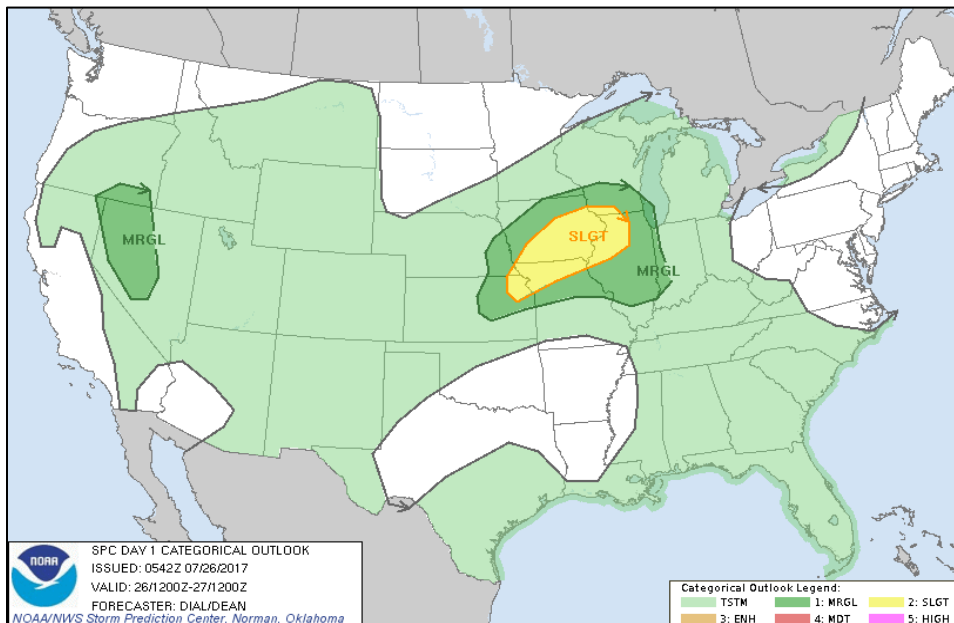 MRGL
SLGT
MRGL
NOAA
SPC DAY 1 CATEGORICAL OUTLOOK
ISSUED: 0542Z 07/26/2017
VALID: 26/1200Z-27/1200Z
FORECASTER: DIAL/DEAN
NOAA/NWS Storm Prediction Center, Norman, Oklahoma
Categorical Outlook Legend:
TSTM 1: MRGL 2: SLGT
3: ENH 4: MDT 5: HIGH